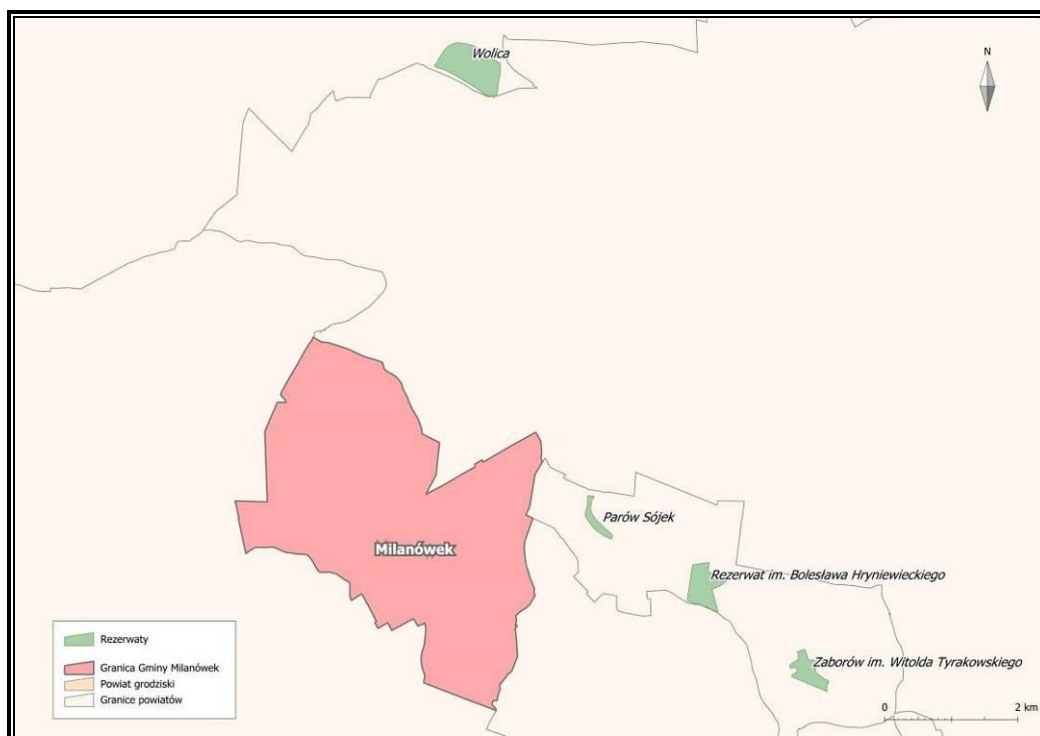 Wolica
N
Parów Sójek
Milanówek
Rezerwat im. Bolesława Hryniewieckiego
Zaborów im. Witolda Tyrakowskiego
Rezerwaty
Granica Gminy Milanówek
Powiat grodziski
Granice powiatów
0 2 km